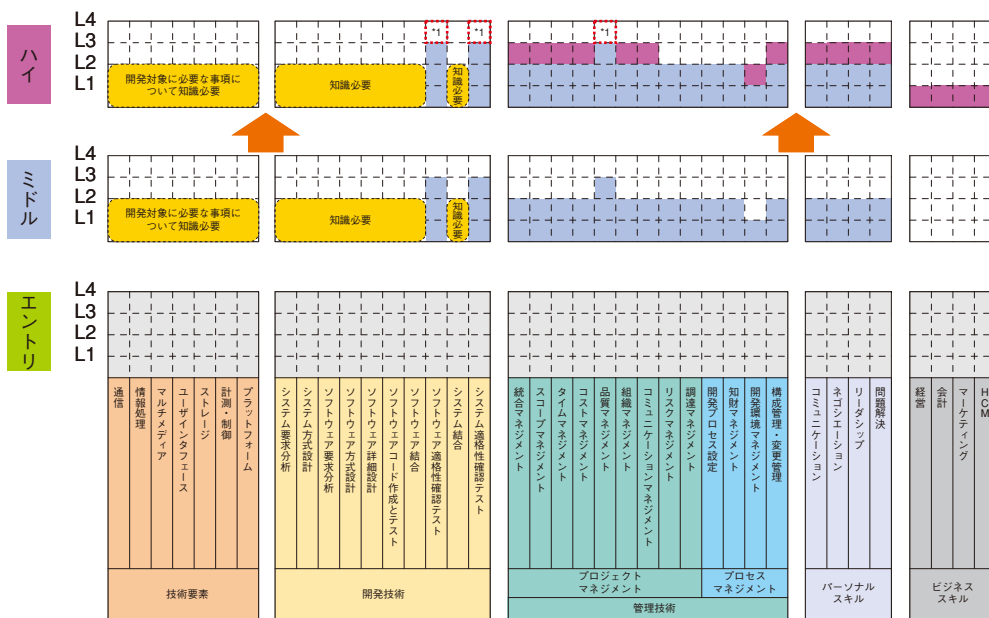 ハイ
L4
L3
L2
L1
開発対象に必要な事項に
ついて知識必要
知識必要
*1
知識必要
*1
*1
ミドル
L4
L3
L2
L1
開発対象に必要な事項に
ついて知識必要
知識必要
知識必要
エントリ
L4
L3
L2
L1
通信
情報処理
マルチメディア
ユーザインタフェース
ストレージ
計測・制御
プラットフォーム
システム要求分析
システム方式設計
ソフトウェア要求分析
ソフトウェア方式設計
ソフトウェア詳細設計
ソフトウェアコード作成とテスト
ソフトウェア結合
ソフトウェア適格性確認テスト
システム結合
システム適格性確認テスト
統合マネジメント
スコープマネジメント
タイムマネジメント
コストマネジメント
品質マネジメント
組織マネジメント
コミュニケーションマネジメント
リスクマネジメント
調達マネジメント
開発プロセス設定
知財マネジメント
開発環境マネジメント
構成管理・変更管理
コミュニケーション
ネゴシエーション
リーダシップ
問題解決
経営
会計
マーケティング
HCM
技術要素
開発技術
プロジェクト
マネジメント
プロセス
マネジメント
管理技術
パーソナル
スキル
ビジネス
スキル